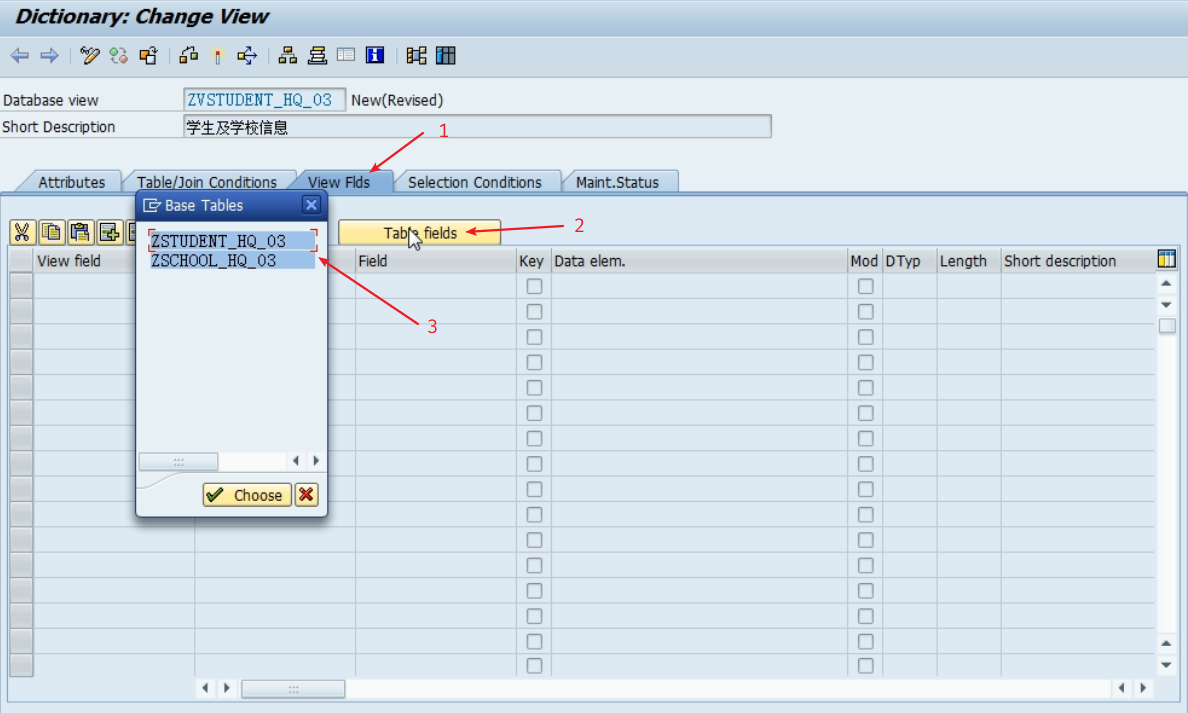 Dictionary: Change View
Database view ZVSTUDENT_HQ_03 New(Revised)
Short Description 学生及学校信息
1
Attributes Table/Join Conditions View Flds Selection Conditions Maint.Status
Base Tables
Table fields 2
ZSTUDENT_HQ_03
ZSCHOOL_HQ_03
View field Field Key Data elem. Mod DTyp Length Short description
3
Choose